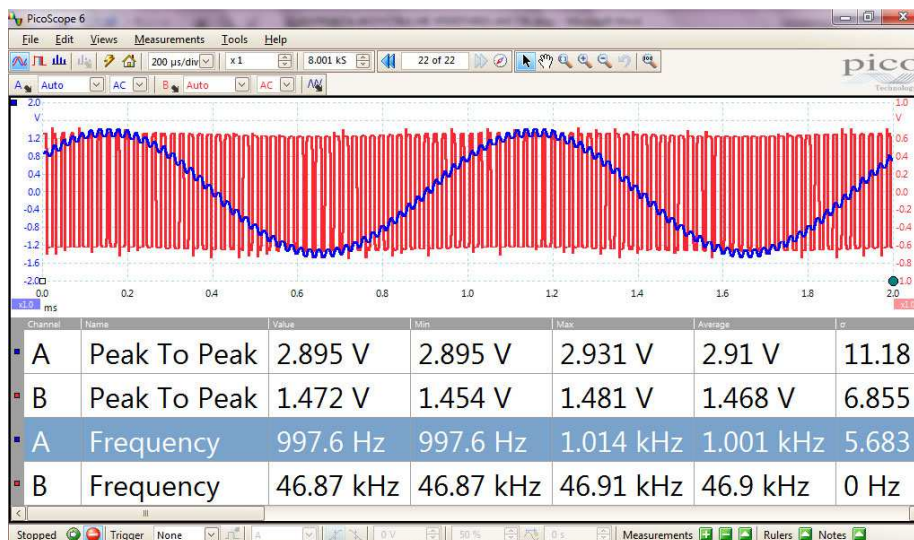 PicoScope 6
File Edit Views Measurements Tools Help
200 µs/div x 1 8.001 kS 22 of 22
pico
Technology
A Auto AC B Auto AC
2.0 1.0
V V
1.2 0.6
0.8 0.4
0.4 0.2
0.0 0.0
-0.4 -0.2
-0.8 -0.4
-1.2 -0.6
-1.6 -0.8
-2.0 1.0
0.0 0.2 0.4 0.6 0.8 1.0 1.2 1.4 1.6 1.8 2.0
x1.0 ms x1.0
Channel Name Value Min Max Average σ
A Peak To Peak 2.895 V 2.895 V 2.931 V 2.91 V 11.18
B Peak To Peak 1.472 V 1.454 V 1.481 V 1.468 V 6.855
A Frequency 997.6 Hz 997.6 Hz 1.014 kHz 1.001 kHz 5.683
B Frequency 46.87 kHz 46.87 kHz 46.91 kHz 46.9 kHz 0 Hz
Stopped Trigger None A 0 V 50 % 0 s Measurements Rulers Notes